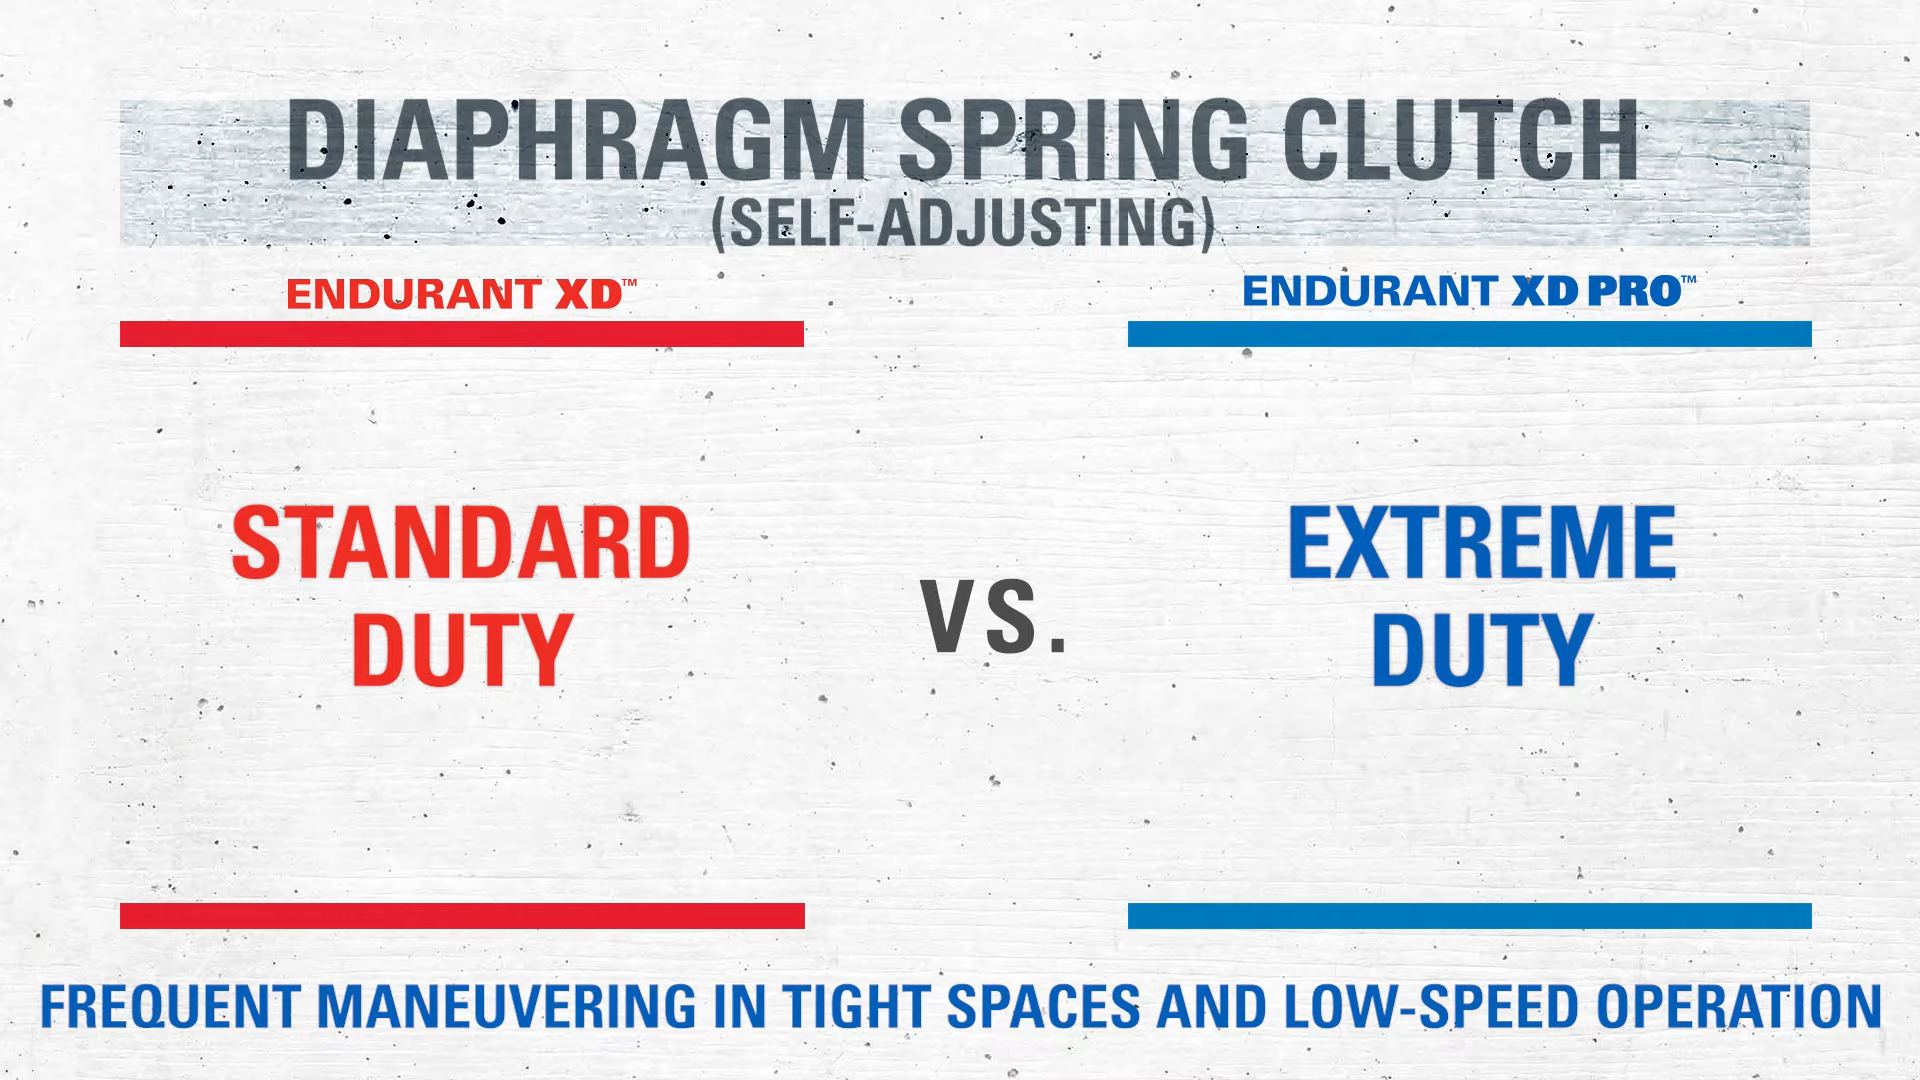 DIAPHRAGM SPRING CLUTCH
(SELF-ADJUSTING)
ENDURANT XD™
ENDURANT XD PRO™
STANDARD
DUTY
VS.
EXTREME
DUTY
FREQUENT MANEUVERING IN TIGHT SPACES AND LOW-SPEED OPERATION